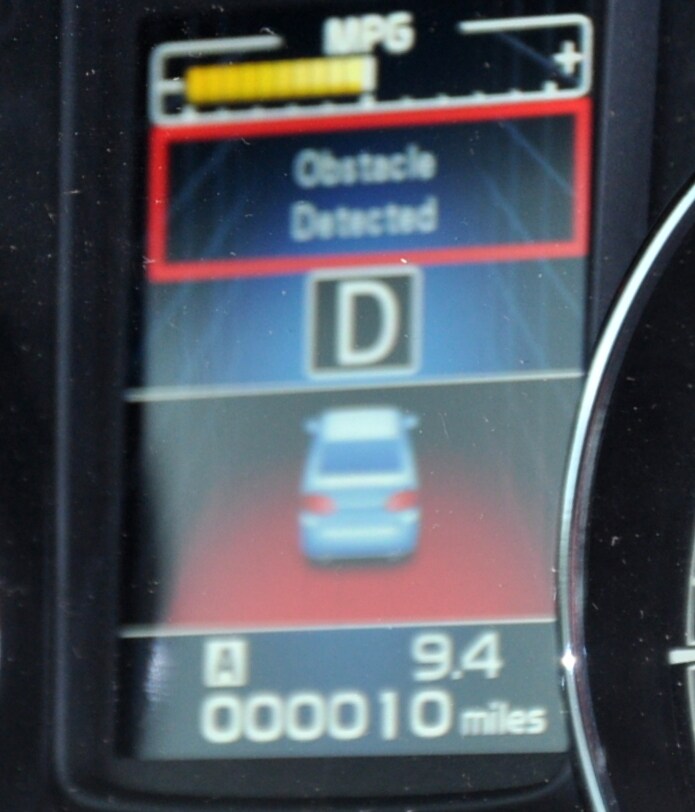 MPG
- +
Obstacle
Detected
D
A 9.4
000010 miles